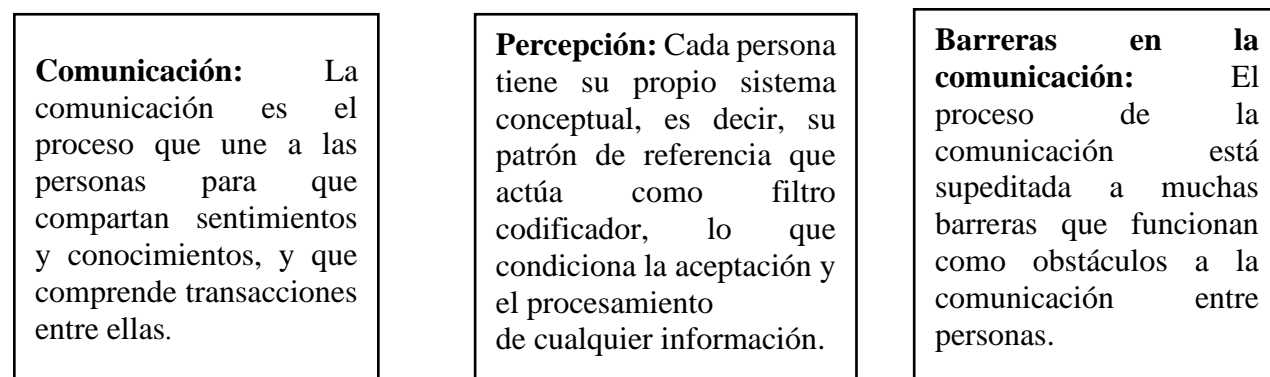 Comunicación: La
comunicación es el
proceso que une a las
personas para que
compartan sentimientos
y conocimientos, y que
comprende transacciones
entre ellas.
Percepción: Cada persona
tiene su propio sistema
conceptual, es decir, su
patrón de referencia que
actúa como filtro
codificador, lo que
condiciona la aceptación y
el procesamiento
de cualquier información.
Barreras en la
comunicación: El
proceso de la
comunicación está
supeditada a muchas
barreras que funcionan
como obstáculos a la
comunicación entre
personas.